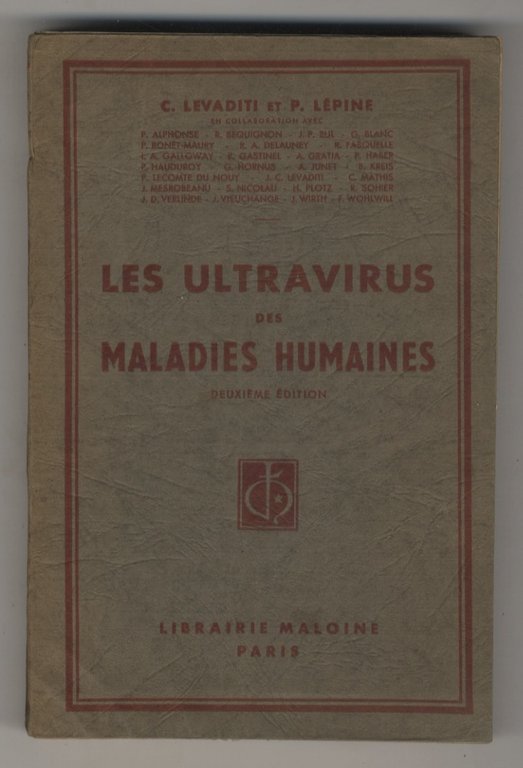 C. LEVADITI ET P. LÉPINE
EN COLLABORATION AVEC
P. ALPHONSE - R. BEQUIGNON - J.-P. BIJL - G. BLANC
P. BONET-MAURY - R. A. DELAUNEY - R. FASQUELLE
I. A. GALLOWAY - R. GASTINEL - A. GRATIA - P. HABER
P. HAUDUROY - G. HORNUS - A. JUNET - B. KREIS
P. LECOMTE DU NOUY - J. C. LEVADITI - C. MATHIS
J. MESROBEANU - S. NICOLAU - H. PLOTZ - R. SOHIER
J. D. VERLINDE - J. VIEUCHANGE - J. WIRTH - F. WOHLWILL
LES ULTRAVIRUS
DES
MALADIES HUMAINES
DEUXIÈME ÉDITION
LIBRAIRIE MALOINE
PARIS